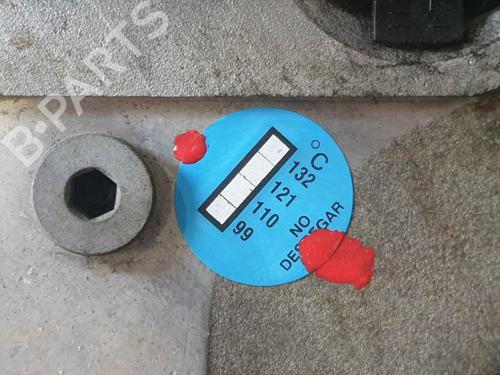 B-PARTS
°C
132
121
110
99
NO
DESPEGAR